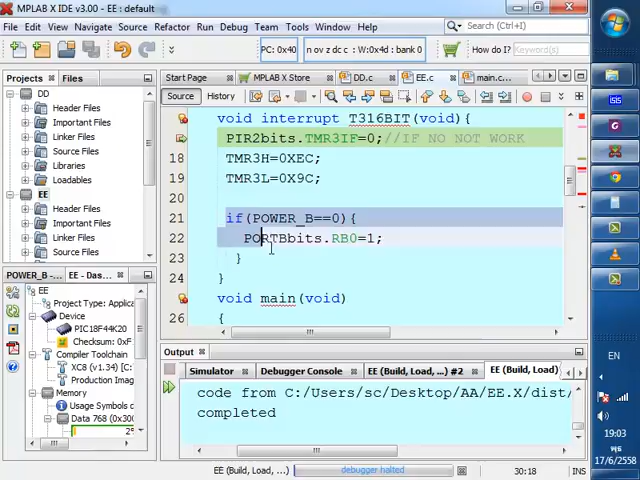 MPLAB X IDE v3.00 - EE : default
File Edit View Navigate Source Refactor Run Debug Team Tools Window Help
Search (Ctrl+I)
PC: 0x40
n ov z dc c : W:0x4d : bank 0
How do I?
Keyword(s)
Projects
Files
DD
Header Files
Important Files
Linker Files
Source Files
Libraries
Loadables
EE
Header Files
Important Files
Linker Files
Source Files
Start Page
MPLAB X Store
DD.c
EE.c
main.c...
Source
History
void interrupt T316BIT(void){
PIR2bits.TMR3IF=0;//IF NO NOT WORK
18 TMR3H=0XEC;
19 TMR3L=0X9C;
20
21 if(POWER_B==0){
22 PORTBbits.RB0=1;
23 }
24 }
void main(void)
26 {
POWER_B ...
EE - Das...
EE
Project Type: Applica
Device
PIC18F44K20
Checksum: 0xF
Compiler Toolchain
XC8 (v1.34) [C:
Production Imag
Memory
Usage Symbols
Data 768 (0x300
Output
Simulator
Debugger Console
EE (Build, Load, ...) #2
EE (Build, Load, ...)
code from C:/Users/sc/Desktop/AA/EE.X/dist/
completed
EE (Build, Load, ...)
debugger halted
30:18
INS
EN
19:03
17/6/2558